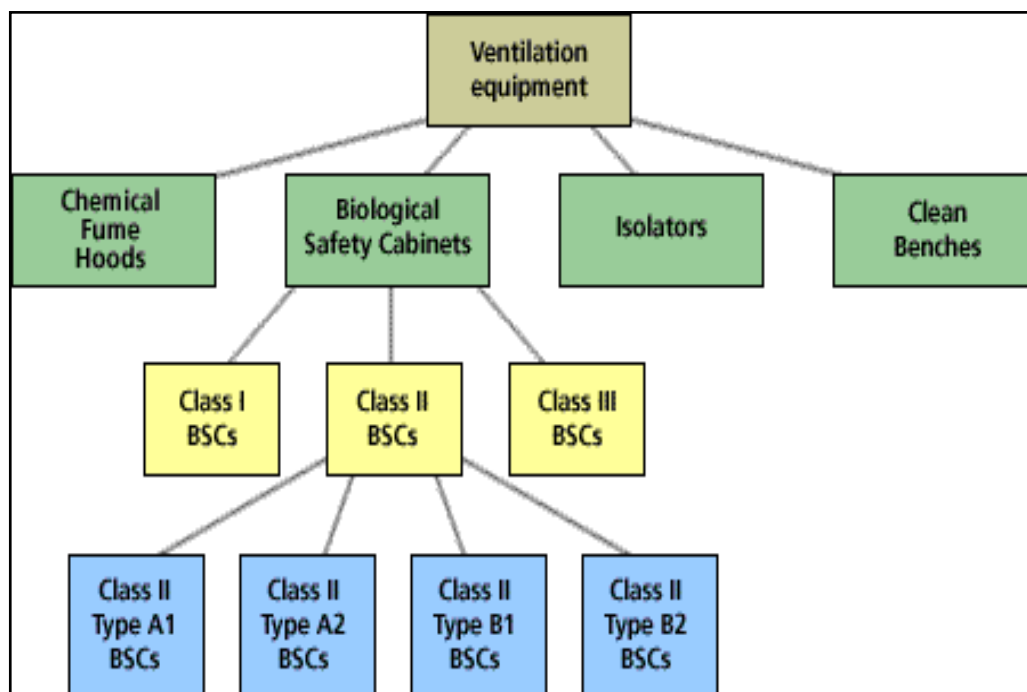 Ventilation
equipment
Chemical
Fume
Hoods
Biological
Safety Cabinets
Isolators
Clean
Benches
Class I
BSCs
Class II
BSCs
Class III
BSCs
Class II
Type A1
BSCs
Class II
Type A2
BSCs
Class II
Type B1
BSCs
Class II
Type B2
BSCs